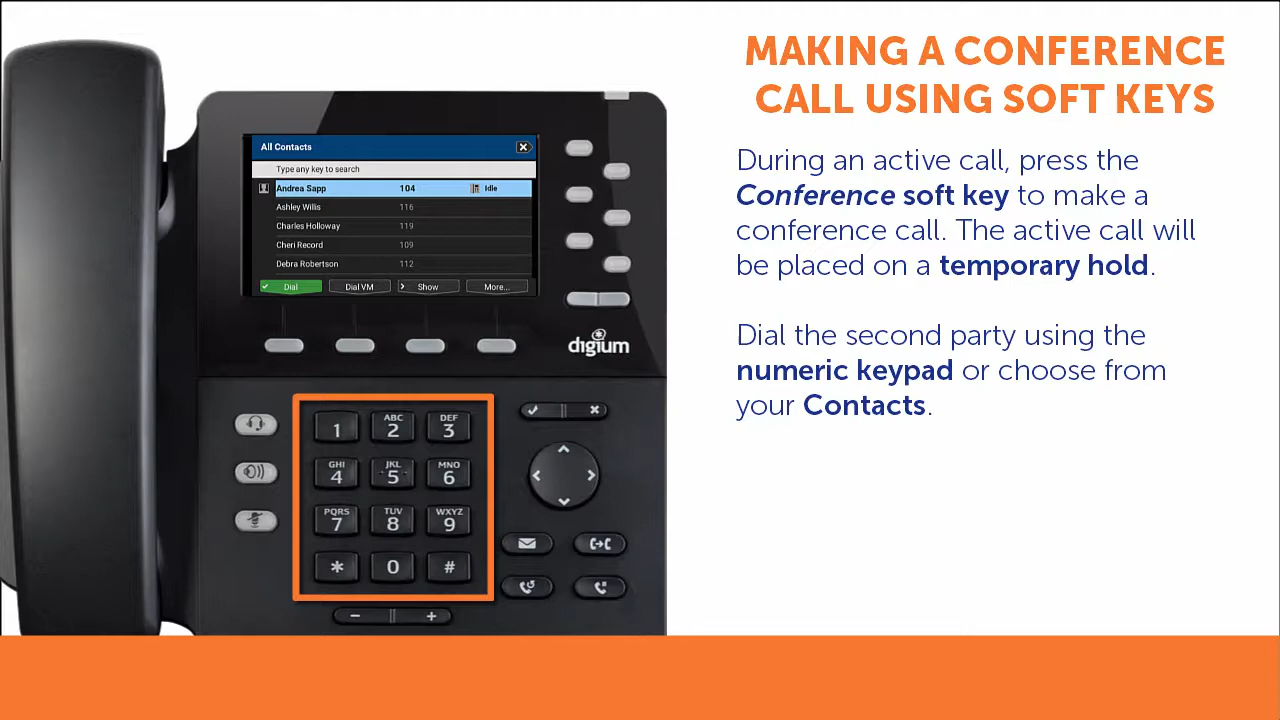 MAKING A CONFERENCE
CALL USING SOFT KEYS
During an active call, press the
Conference soft key to make a
conference call. The active call will
be placed on a temporary hold.
Dial the second party using the
numeric keypad or choose from
your Contacts.
All Contacts
Type any key to search
Andrea Sapp 104 Idle
Ashley Willis 116
Charles Holloway 119
Cheri Record 109
Debra Robertson 112
Dial Dial VM Show More...
digium
1 ABC 2 DEF 3
GHI 4 JKL 5 MNO 6
PQRS 7 TUV 8 WXYZ 9
* 0 #
- +